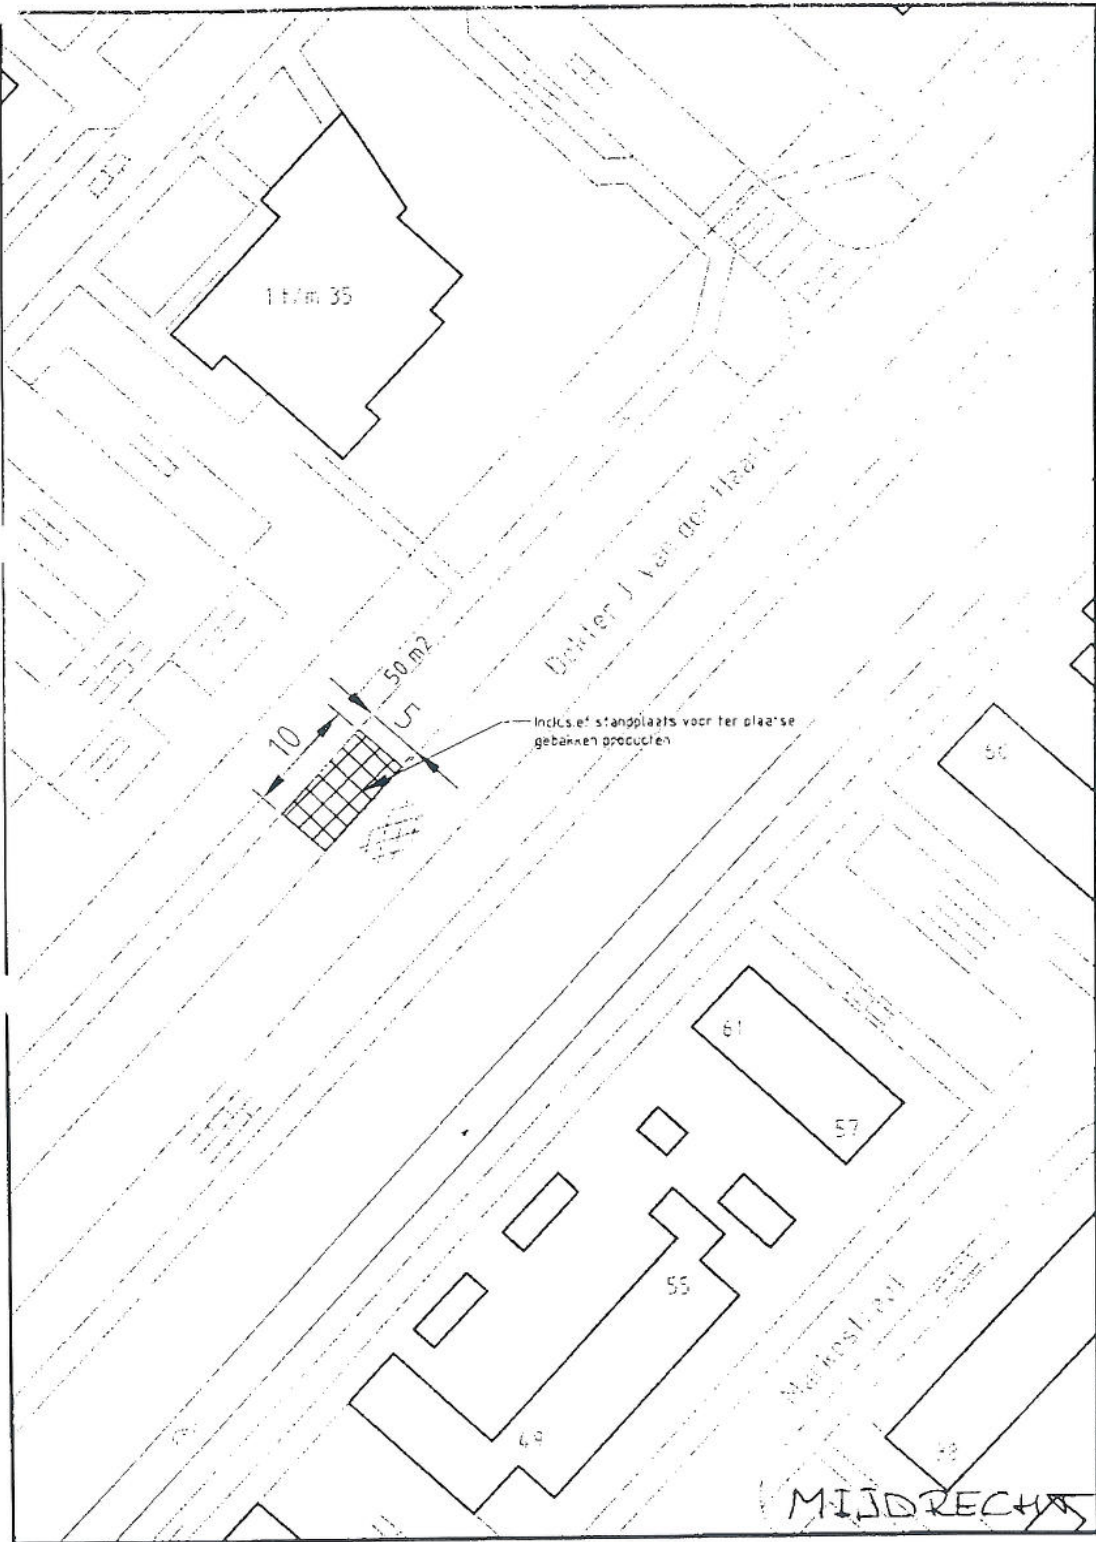 1 t/m 35
Dokter J van der Haar
50 m2
5
10
Inclusief standplaats voor ter plaatse
gebakken producten
60
61
57
55
49
MIJDRECHT